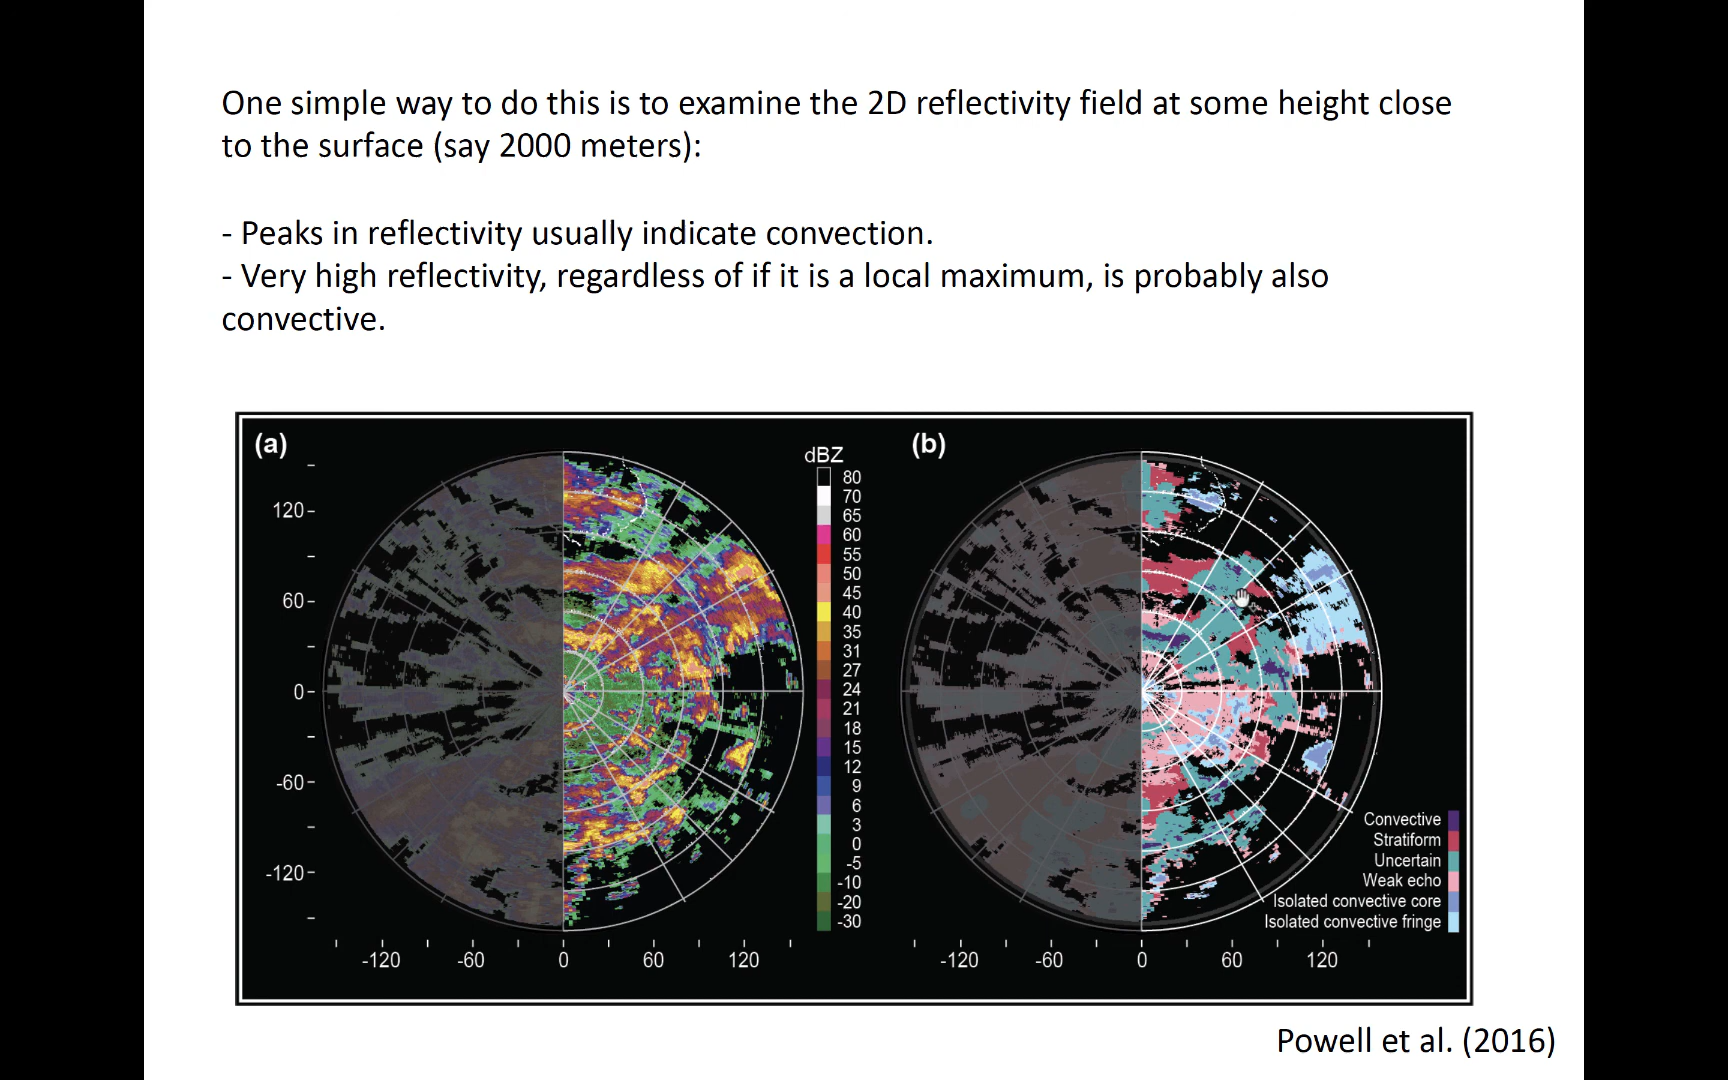 One simple way to do this is to examine the 2D reflectivity field at some height close
to the surface (say 2000 meters):
- Peaks in reflectivity usually indicate convection.
- Very high reflectivity, regardless of if it is a local maximum, is probably also
convective.
(a)
dBZ
80
70
65
60
55
50
45
40
35
31
27
24
21
18
15
12
9
6
3
0
-5
-10
-20
-30
120
60
0
-60
-120
-120 -60 0 60 120
(b)
Convective
Stratiform
Uncertain
Weak echo
Isolated convective core
Isolated convective fringe
-120 -60 0 60 120
Powell et al. (2016)